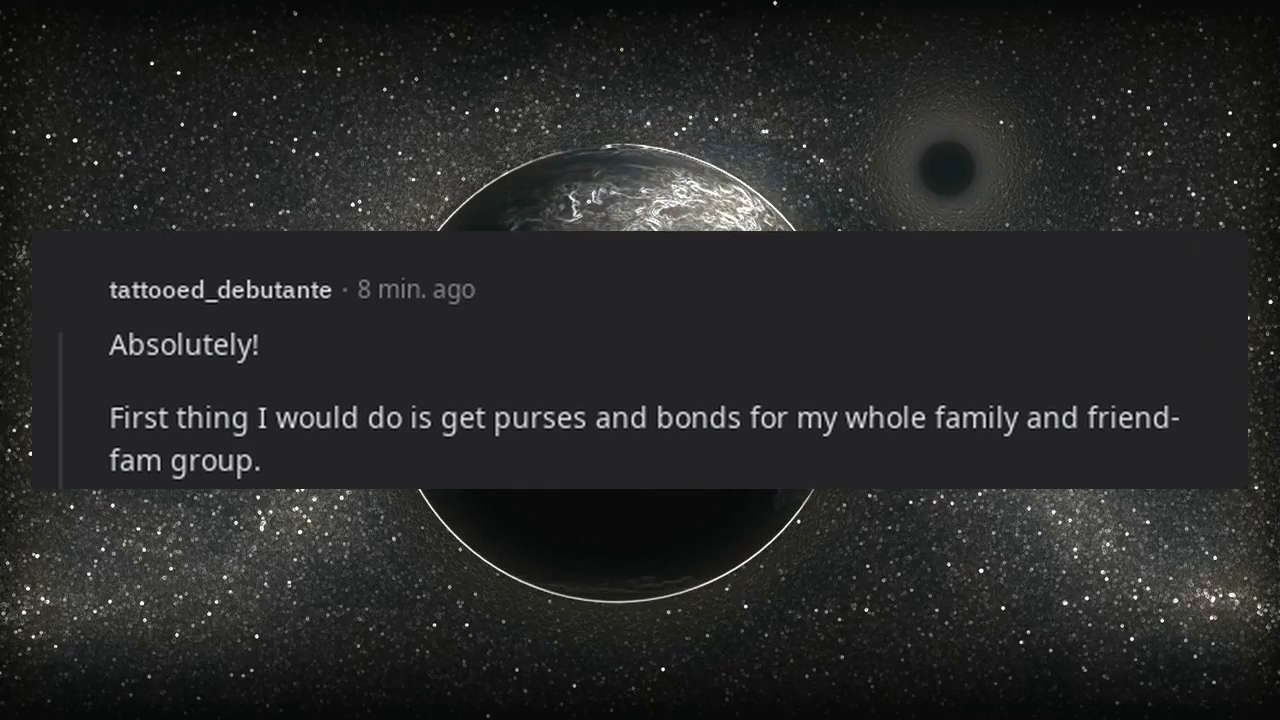 tattooed_debutante · 8 min. ago
Absolutely!
First thing I would do is get purses and bonds for my whole family and friend-
fam group.